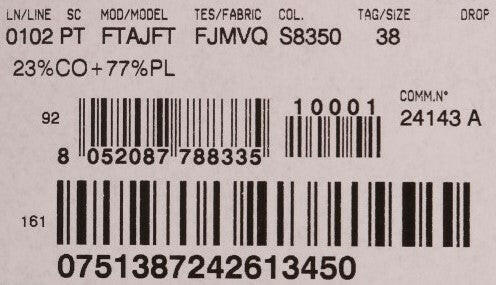 LN/LINE SC MOD/MODEL TES/FABRIC COL. TAG/SIZE DROP
0102 PT FTAJFT FJMVQ S8350 38
23%CO+77%PL
COMM.N°
24143 A
10001
92
8 052087 788335
161
0751387242613450